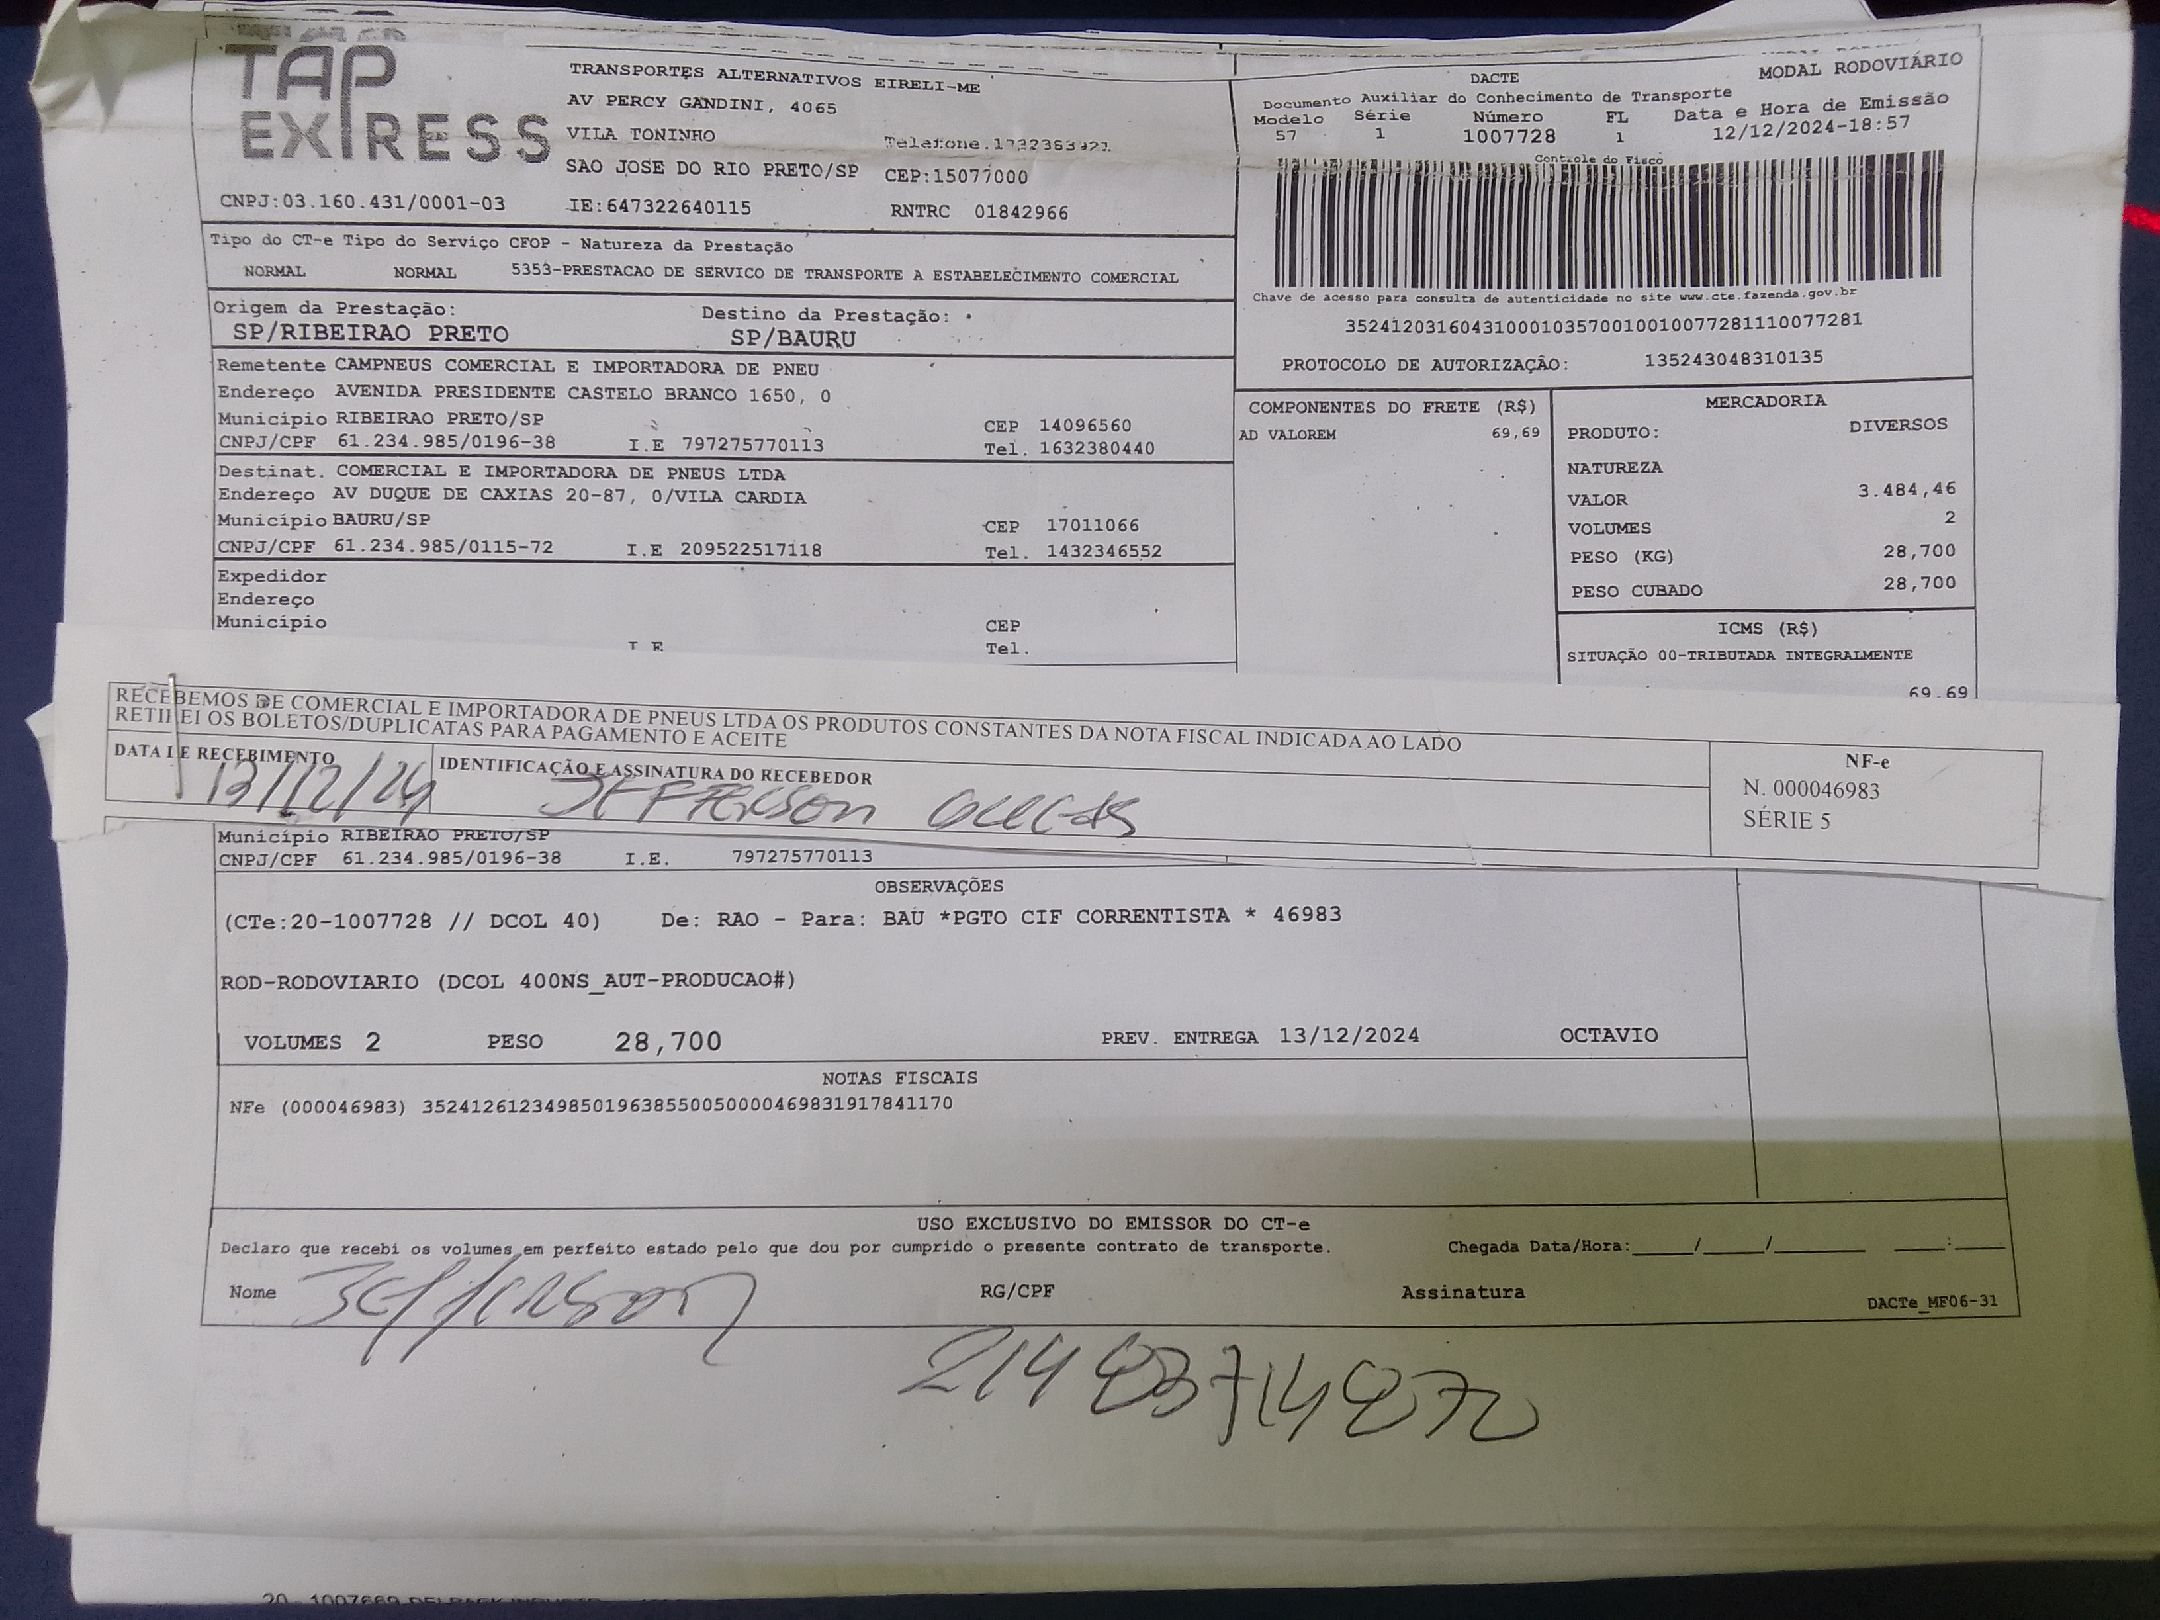 TAP
EXPRESS
TRANSPORTES ALTERNATIVOS EIRELI-ME
AV PERCY GANDINI, 4065
VILA TONINHO
SAO JOSE DO RIO PRETO/SP CEP:15077000
CNPJ:03.160.431/0001-03 IE:647322640115 RNTRC 01842966
DACTE MODAL RODOVIÁRIO
Documento Auxiliar do Conhecimento de Transporte
Modelo Série Número FL Data e Hora de Emissão
57 1 1007728 1 12/12/2024-18:57
Controle do Fisco
Chave de acesso para consulta de autenticidade no site www.cte.fazenda.gov.br
35241203160431000103570010010077281110077281
PROTOCOLO DE AUTORIZAÇÃO: 135243048310135
Tipo do CT-e Tipo do Serviço CFOP - Natureza da Prestação
NORMAL NORMAL 5353-PRESTACAO DE SERVICO DE TRANSPORTE A ESTABELECIMENTO COMERCIAL
Origem da Prestação: Destino da Prestação:
SP/RIBEIRAO PRETO SP/BAURU
Remetente CAMPNEUS COMERCIAL E IMPORTADORA DE PNEU
Endereço AVENIDA PRESIDENTE CASTELO BRANCO 1650, 0
Município RIBEIRAO PRETO/SP CEP 14096560
CNPJ/CPF 61.234.985/0196-38 I.E 797275770113 Tel. 1632380440
Destinat. COMERCIAL E IMPORTADORA DE PNEUS LTDA
Endereço AV DUQUE DE CAXIAS 20-87, 0/VILA CARDIA
Município BAURU/SP CEP 17011066
CNPJ/CPF 61.234.985/0115-72 I.E 209522517118 Tel. 1432346552
Expedidor
Endereço
Município CEP
I E Tel.
COMPONENTES DO FRETE (R$)
AD VALOREM 69,69
MERCADORIA
PRODUTO: DIVERSOS
NATUREZA
VALOR 3.484,46
VOLUMES 2
PESO (KG) 28,700
PESO CUBADO 28,700
ICMS (R$)
SITUAÇÃO 00-TRIBUTADA INTEGRALMENTE
69,69
RECEBEMOS DE COMERCIAL E IMPORTADORA DE PNEUS LTDA OS PRODUTOS CONSTANTES DA NOTA FISCAL INDICADA AO LADO
RETIREI OS BOLETOS/DUPLICATAS PARA PAGAMENTO E ACEITE
DATA DE RECEBIMENTO IDENTIFICAÇÃO E ASSINATURA DO RECEBEDOR
13/12/24 JEFFERSON
NF-e
N. 000046983
SÉRIE 5
Município RIBEIRAO PRETO/SP
CNPJ/CPF 61.234.985/0196-38 I.E. 797275770113
OBSERVAÇÕES
(CTe:20-1007728 // DCOL 40) De: RAO - Para: BAU *PGTO CIF CORRENTISTA * 46983
ROD-RODOVIARIO (DCOL 400NS_AUT-PRODUCAO#)
VOLUMES 2 PESO 28,700 PREV. ENTREGA 13/12/2024 OCTAVIO
NOTAS FISCAIS
NFe (000046983) 35241261234985019638550050000469831917841170
USO EXCLUSIVO DO EMISSOR DO CT-e
Declaro que recebi os volumes em perfeito estado pelo que dou por cumprido o presente contrato de transporte. Chegada Data/Hora:_____/_____/_______ ____:____
Nome Jefferson RG/CPF Assinatura DACTe_MF06-31